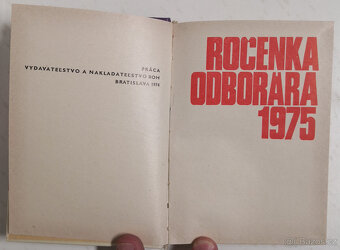 PRÁCA
VYDAVATEĽSTVO A NAKLADATEĽSTVO ROH
BRATISLAVA 1974
ROČENKA
ODBORÁRA
1975